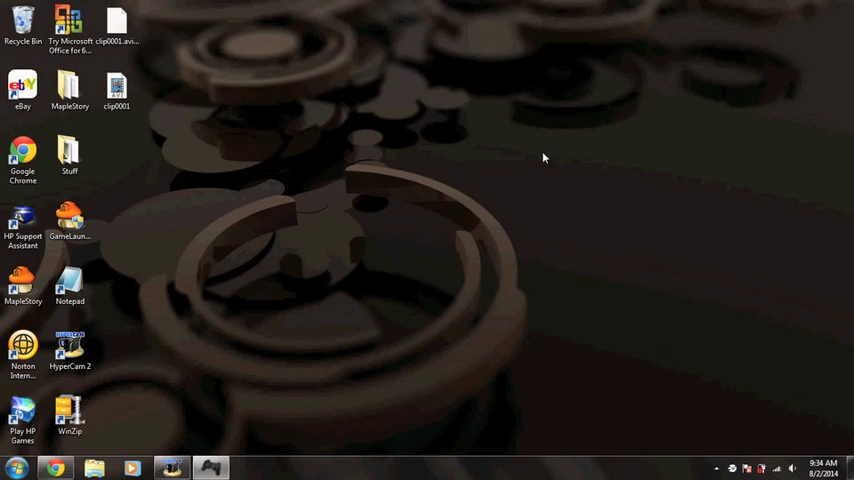 Recycle Bin
Try Microsoft
Office for 6...
clip0001.avi...
eBay
MapleStory
clip0001
Google
Chrome
Stuff
HP Support
Assistant
GameLaun...
MapleStory
Notepad
Norton
Intern...
HyperCam 2
Play HP
Games
WinZip
9:34 AM
8/2/2014